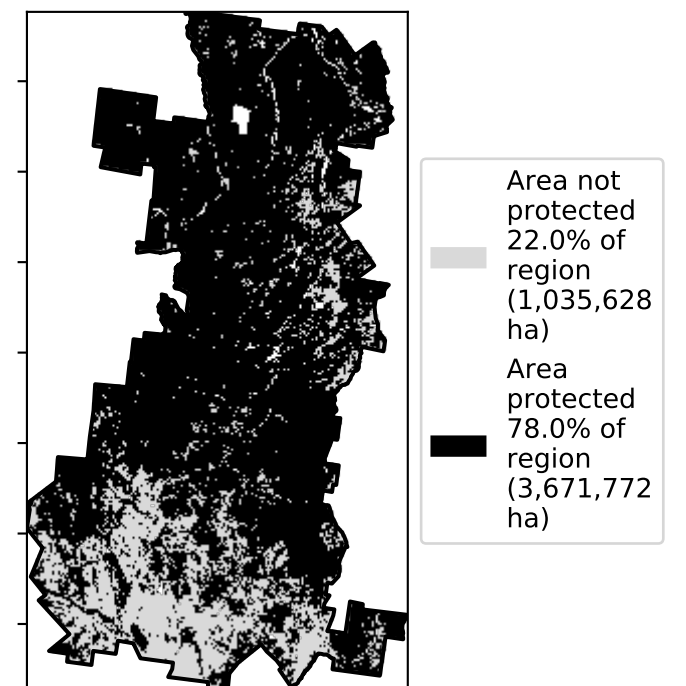 Area not
protected
22.0% of
region
(1,035,628
ha)
Area
protected
78.0% of
region
(3,671,772
ha)